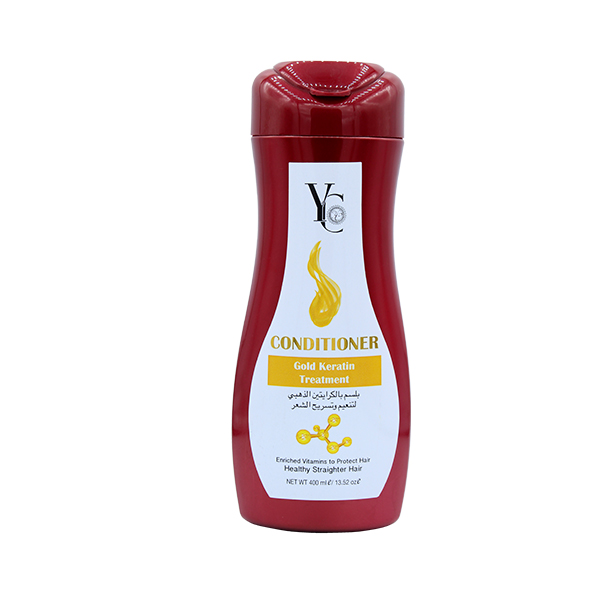 YC
CONDITIONER
Gold Keratin
Treatment
بلسم بالكرايتين الذهبي
لتنعيم وتسريح الشعر
Enriched Vitamins to Protect Hair
Healthy Straighter Hair
NET WT 400 ml ℮/ 13.52 oz℮